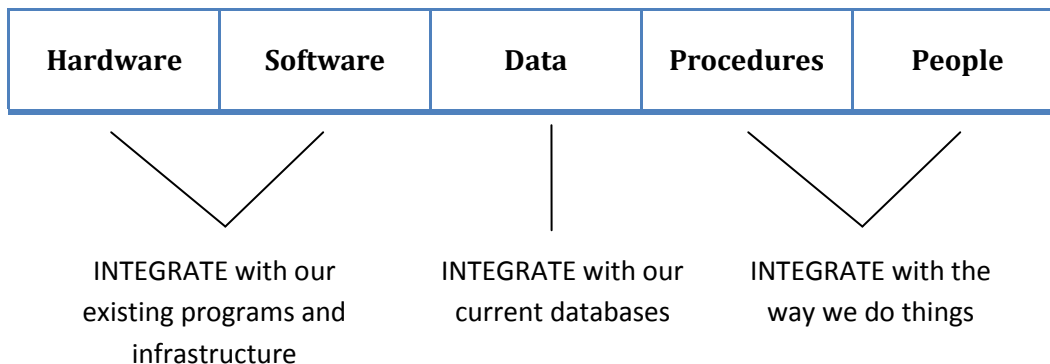 Hardware Software Data Procedures People
INTEGRATE with our
existing programs and
infrastructure
INTEGRATE with our
current databases
INTEGRATE with the
way we do things